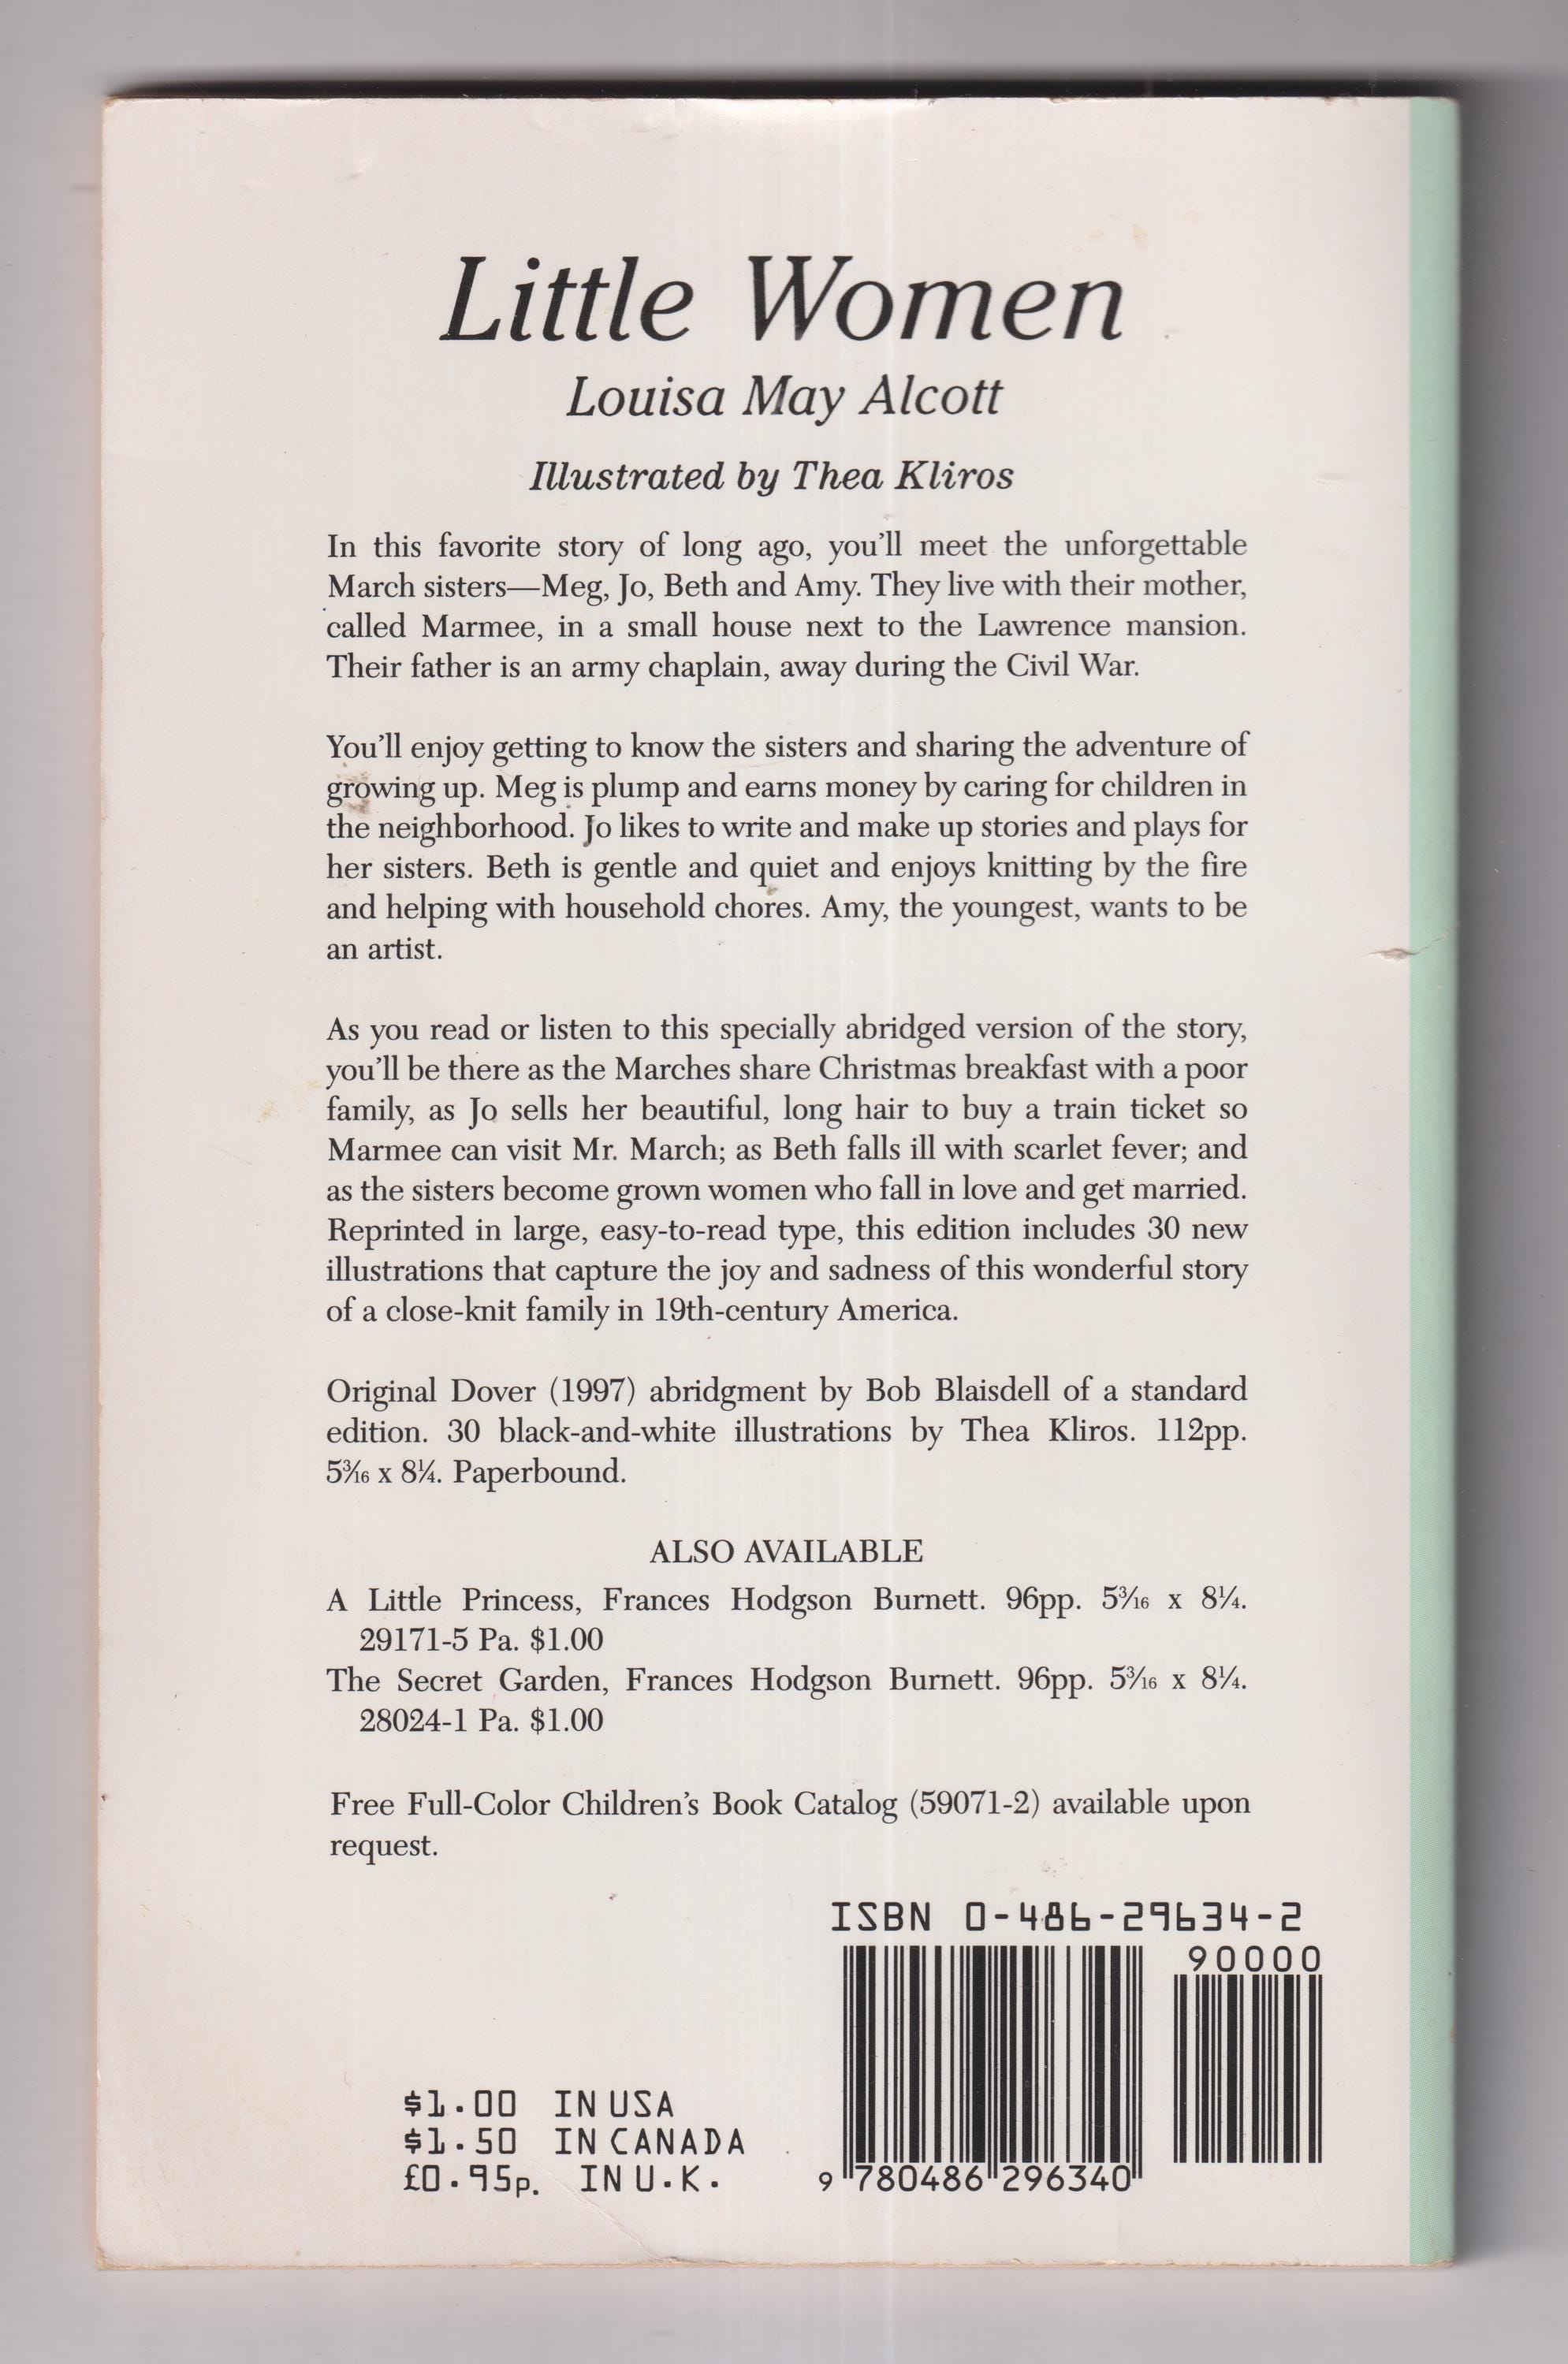 Little Women
Louisa May Alcott
Illustrated by Thea Kliros
In this favorite story of long ago, you'll meet the unforgettable
March sisters—Meg, Jo, Beth and Amy. They live with their mother,
called Marmee, in a small house next to the Lawrence mansion.
Their father is an army chaplain, away during the Civil War.
You'll enjoy getting to know the sisters and sharing the adventure of
growing up. Meg is plump and earns money by caring for children in
the neighborhood. Jo likes to write and make up stories and plays for
her sisters. Beth is gentle and quiet and enjoys knitting by the fire
and helping with household chores. Amy, the youngest, wants to be
an artist.
As you read or listen to this specially abridged version of the story,
you'll be there as the Marches share Christmas breakfast with a poor
family, as Jo sells her beautiful, long hair to buy a train ticket so
Marmee can visit Mr. March; as Beth falls ill with scarlet fever; and
as the sisters become grown women who fall in love and get married.
Reprinted in large, easy-to-read type, this edition includes 30 new
illustrations that capture the joy and sadness of this wonderful story
of a close-knit family in 19th-century America.
Original Dover (1997) abridgment by Bob Blaisdell of a standard
edition. 30 black-and-white illustrations by Thea Kliros. 112pp.
5³⁄₁₆ x 8¼. Paperbound.
ALSO AVAILABLE
A Little Princess, Frances Hodgson Burnett. 96pp. 5³⁄₁₆ x 8¼.
29171-5 Pa. $1.00
The Secret Garden, Frances Hodgson Burnett. 96pp. 5³⁄₁₆ x 8¼.
28024-1 Pa. $1.00
Free Full-Color Children's Book Catalog (59071-2) available upon
request.
ISBN 0-486-29634-2
90000
$1.00 IN USA
$1.50 IN CANADA
£0.95p. IN U.K.
9 780486 296340